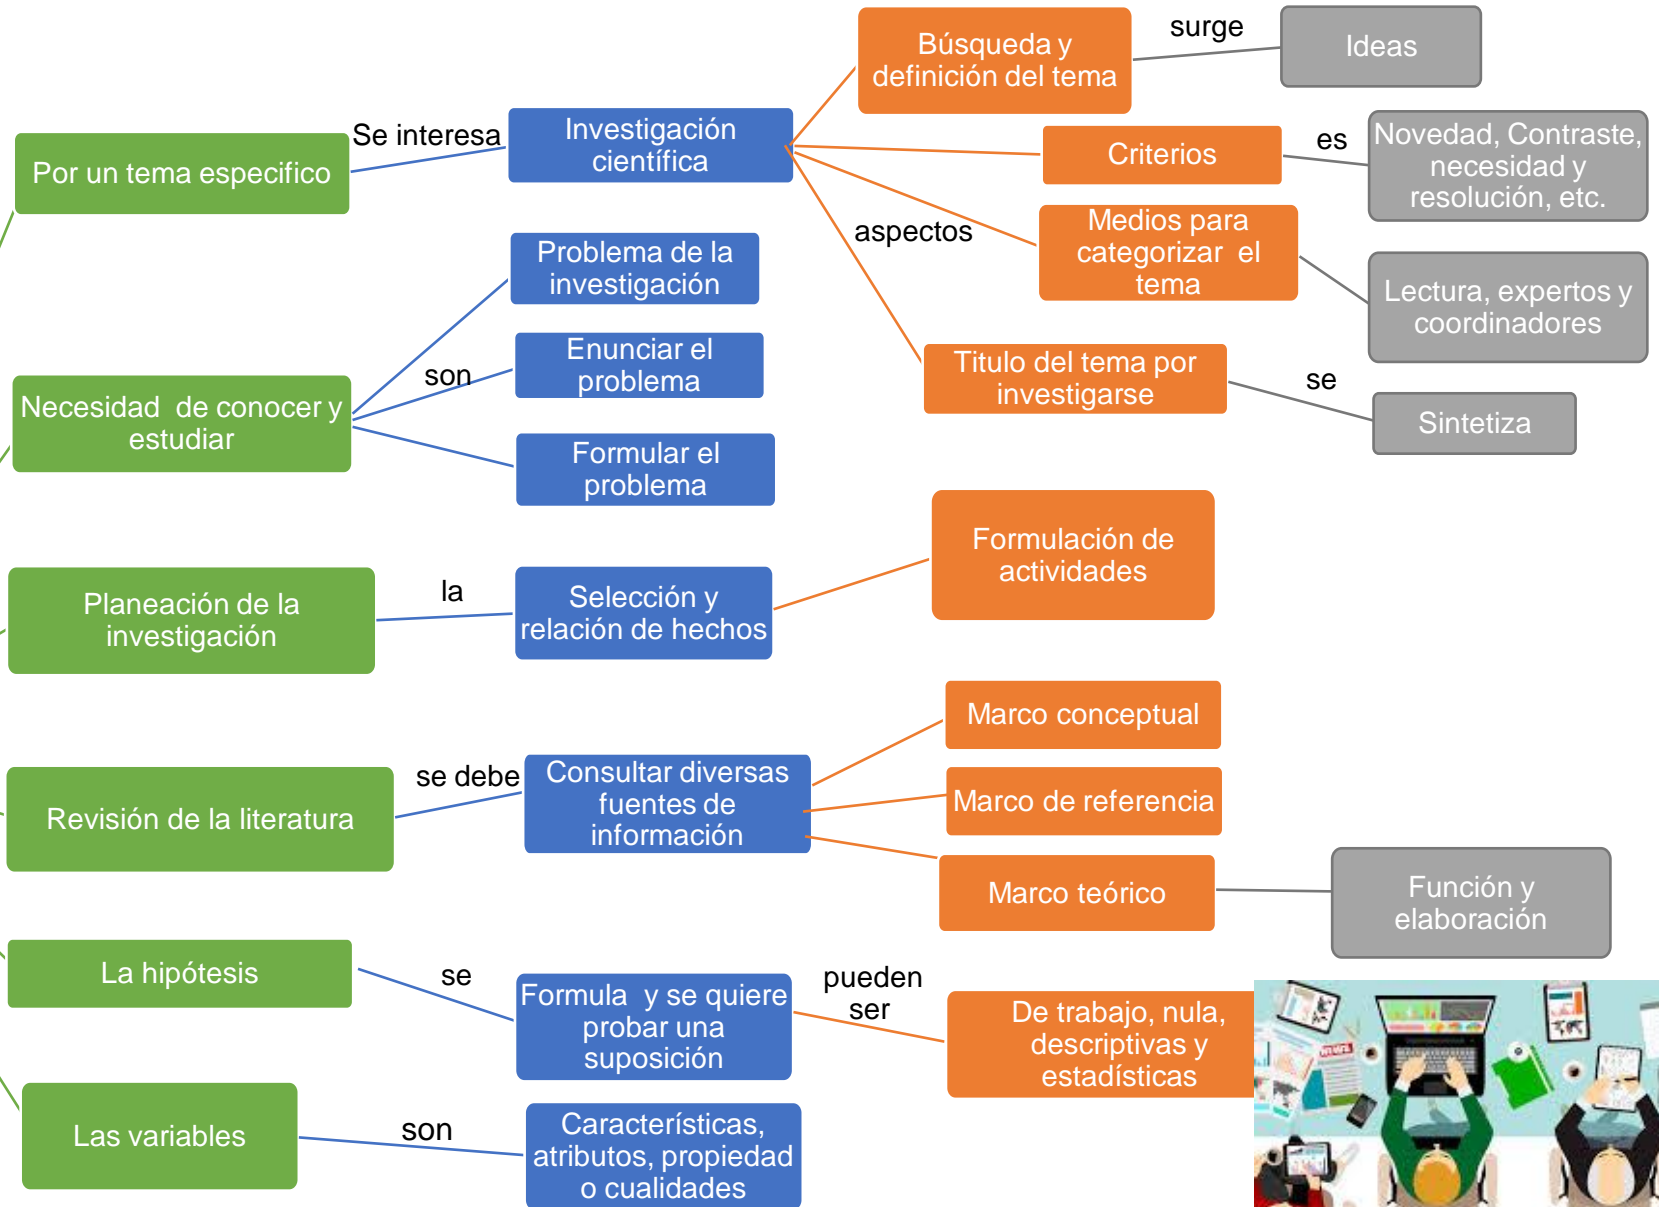 surge
Búsqueda y
definición del tema
Ideas
Se interesa
Investigación
científica
Por un tema especifico
Criterios
es
Novedad, Contraste,
necesidad y
resolución, etc.
aspectos
Medios para
categorizar  el
tema
Lectura, expertos y
coordinadores
Titulo del tema por
investigarse
se
Sintetiza
Necesidad  de conocer y
estudiar
son
Problema de la
investigación
Enunciar el
problema
Formular el
problema
Planeación de la
investigación
la
Selección y
relación de hechos
Formulación de
actividades
Revisión de la literatura
se debe
Consultar diversas
fuentes de
información
Marco conceptual
Marco de referencia
Marco teórico
Función y
elaboración
La hipótesis
se
Formula  y se quiere
probar una
suposición
pueden
ser
De trabajo, nula,
descriptivas y
estadísticas
Las variables
son
Características,
atributos, propiedad
o cualidades